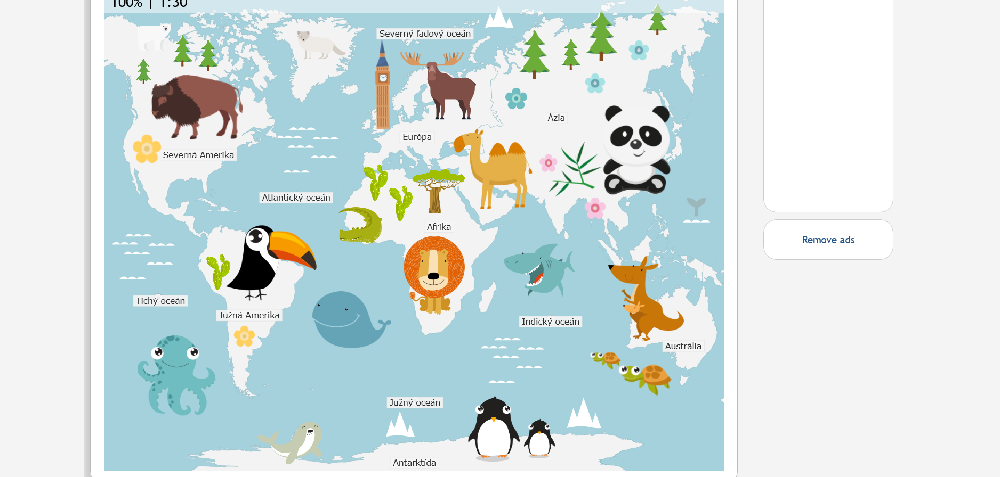 100% | 1:30
Severný ľadový oceán
Ázia
Európa
Severná Amerika
Atlantický oceán
Afrika
Remove ads
Tichý oceán
Južná Amerika
Indický oceán
Austrália
Južný oceán
Antarktída